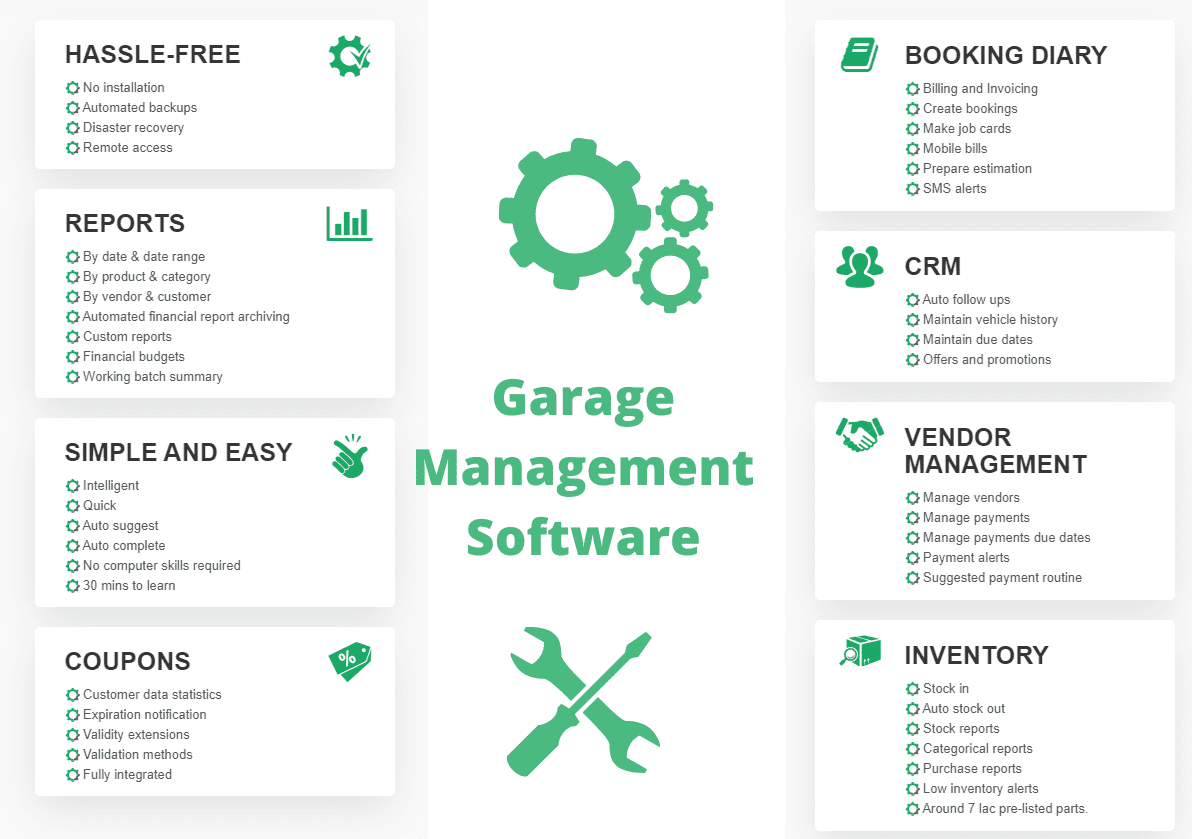 HASSLE-FREE
No installation
Automated backups
Disaster recovery
Remote access
REPORTS
By date & date range
By product & category
By vendor & customer
Automated financial report archiving
Custom reports
Financial budgets
Working batch summary
SIMPLE AND EASY
Intelligent
Quick
Auto suggest
Auto complete
No computer skills required
30 mins to learn
COUPONS
%
Customer data statistics
Expiration notification
Validity extensions
Validation methods
Fully integrated
Garage
Management
Software
BOOKING DIARY
Billing and Invoicing
Create bookings
Make job cards
Mobile bills
Prepare estimation
SMS alerts
CRM
Auto follow ups
Maintain vehicle history
Maintain due dates
Offers and promotions
VENDOR
MANAGEMENT
Manage vendors
Manage payments
Manage payments due dates
Payment alerts
Suggested payment routine
INVENTORY
Stock in
Auto stock out
Stock reports
Categorical reports
Purchase reports
Low inventory alerts
Around 7 lac pre-listed parts.